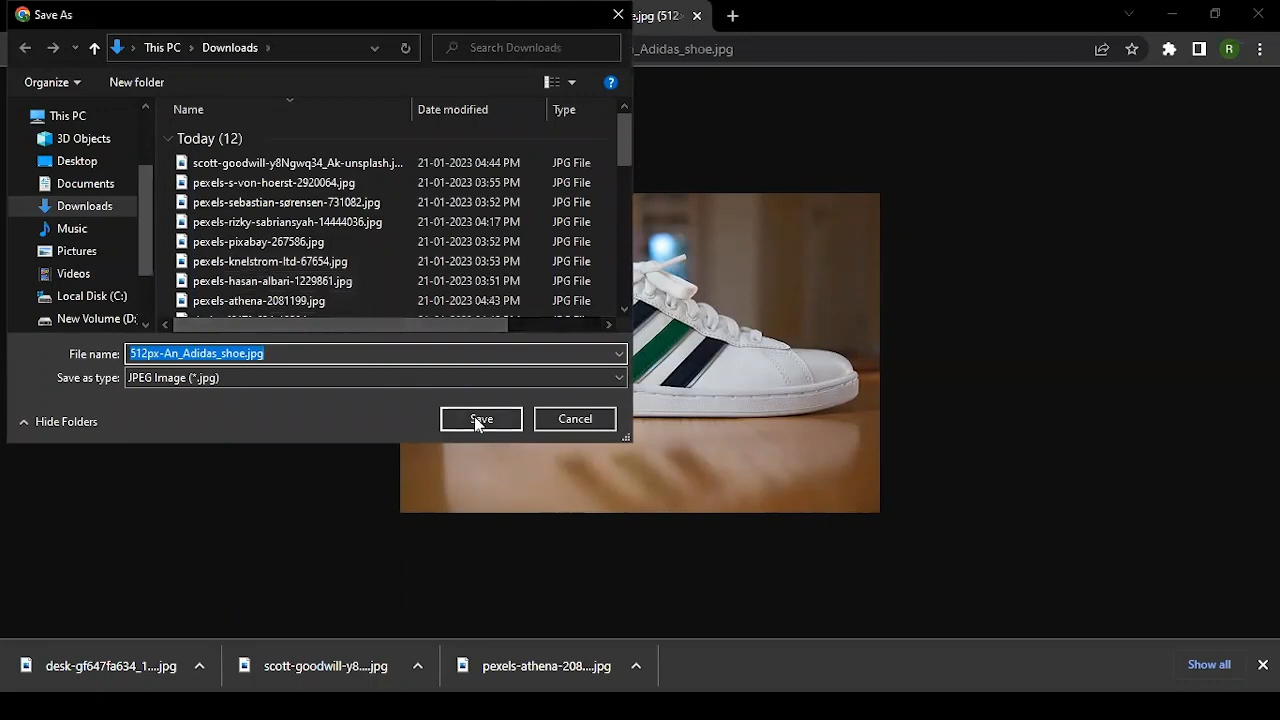 Save As
.jpg (512
This PC
Downloads
Search Downloads
_Adidas_shoe.jpg
R
Organize
New folder
?
This PC
3D Objects
Desktop
Documents
Downloads
Music
Pictures
Videos
Local Disk (C:)
New Volume (D:
Name Date modified Type
Today (12)
scott-goodwill-y8Ngwq34_Ak-unsplash.j... 21-01-2023 04:44 PM JPG File
pexels-s-von-hoerst-2920064.jpg 21-01-2023 03:55 PM JPG File
pexels-sebastian-sørensen-731082.jpg 21-01-2023 03:52 PM JPG File
pexels-rizky-sabriansyah-14444036.jpg 21-01-2023 04:17 PM JPG File
pexels-pixabay-267586.jpg 21-01-2023 03:52 PM JPG File
pexels-knelstrom-ltd-67654.jpg 21-01-2023 03:53 PM JPG File
pexels-hasan-albari-1229861.jpg 21-01-2023 03:51 PM JPG File
pexels-athena-2081199.jpg 21-01-2023 04:43 PM JPG File
File name: 512px-An_Adidas_shoe.jpg
Save as type: JPEG Image (*.jpg)
Hide Folders
Save
Cancel
desk-gf647fa634_1....jpg
scott-goodwill-y8....jpg
pexels-athena-208....jpg
Show all